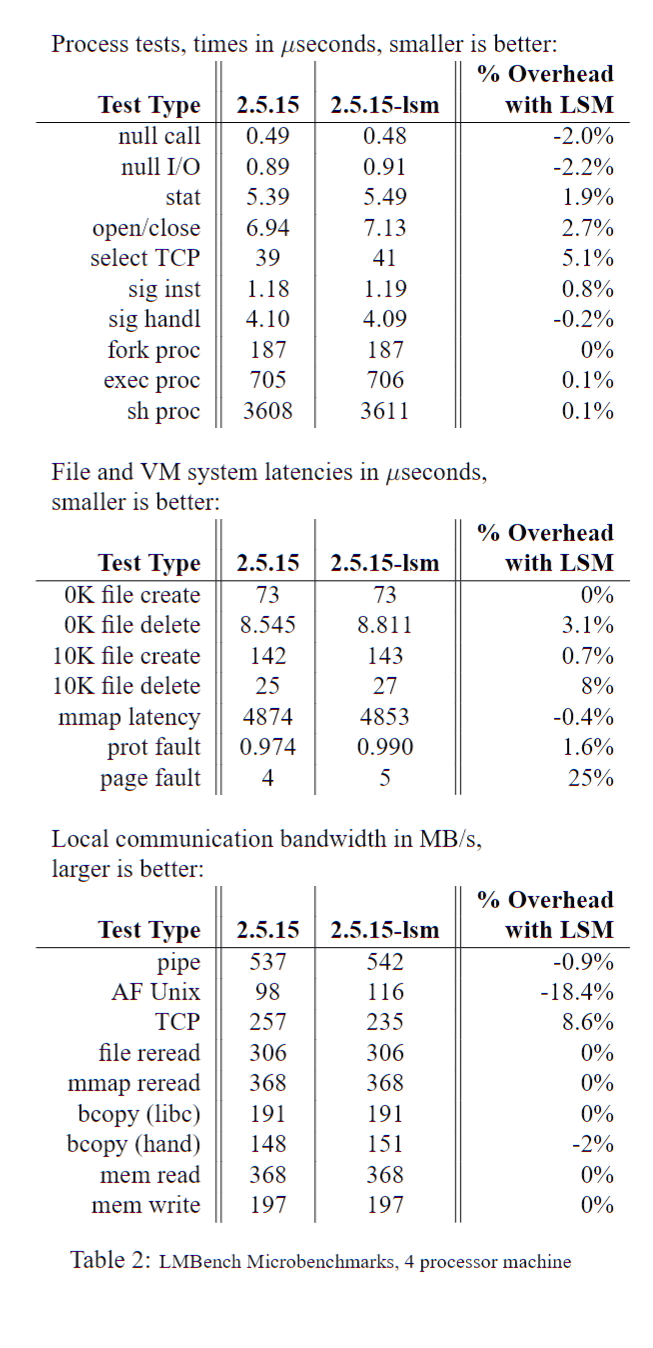 Process tests, times in μseconds, smaller is better:
% Overhead
Test Type 2.5.15 2.5.15-lsm with LSM
null call 0.49 0.48 -2.0%
null I/O 0.89 0.91 -2.2%
stat 5.39 5.49 1.9%
open/close 6.94 7.13 2.7%
select TCP 39 41 5.1%
sig inst 1.18 1.19 0.8%
sig handl 4.10 4.09 -0.2%
fork proc 187 187 0%
exec proc 705 706 0.1%
sh proc 3608 3611 0.1%
File and VM system latencies in μseconds,
smaller is better:
% Overhead
Test Type 2.5.15 2.5.15-lsm with LSM
0K file create 73 73 0%
0K file delete 8.545 8.811 3.1%
10K file create 142 143 0.7%
10K file delete 25 27 8%
mmap latency 4874 4853 -0.4%
prot fault 0.974 0.990 1.6%
page fault 4 5 25%
Local communication bandwidth in MB/s,
larger is better:
% Overhead
Test Type 2.5.15 2.5.15-lsm with LSM
pipe 537 542 -0.9%
AF Unix 98 116 -18.4%
TCP 257 235 8.6%
file reread 306 306 0%
mmap reread 368 368 0%
bcopy (libc) 191 191 0%
bcopy (hand) 148 151 -2%
mem read 368 368 0%
mem write 197 197 0%
Table 2: LMBench Microbenchmarks, 4 processor machine